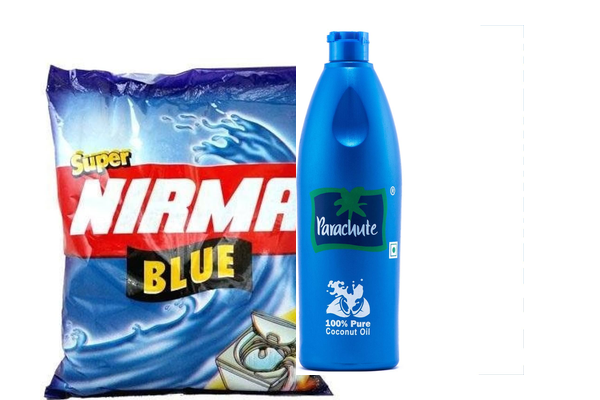 Super
NIRMA
BLUE
Parachute
®
100% Pure
Coconut Oil